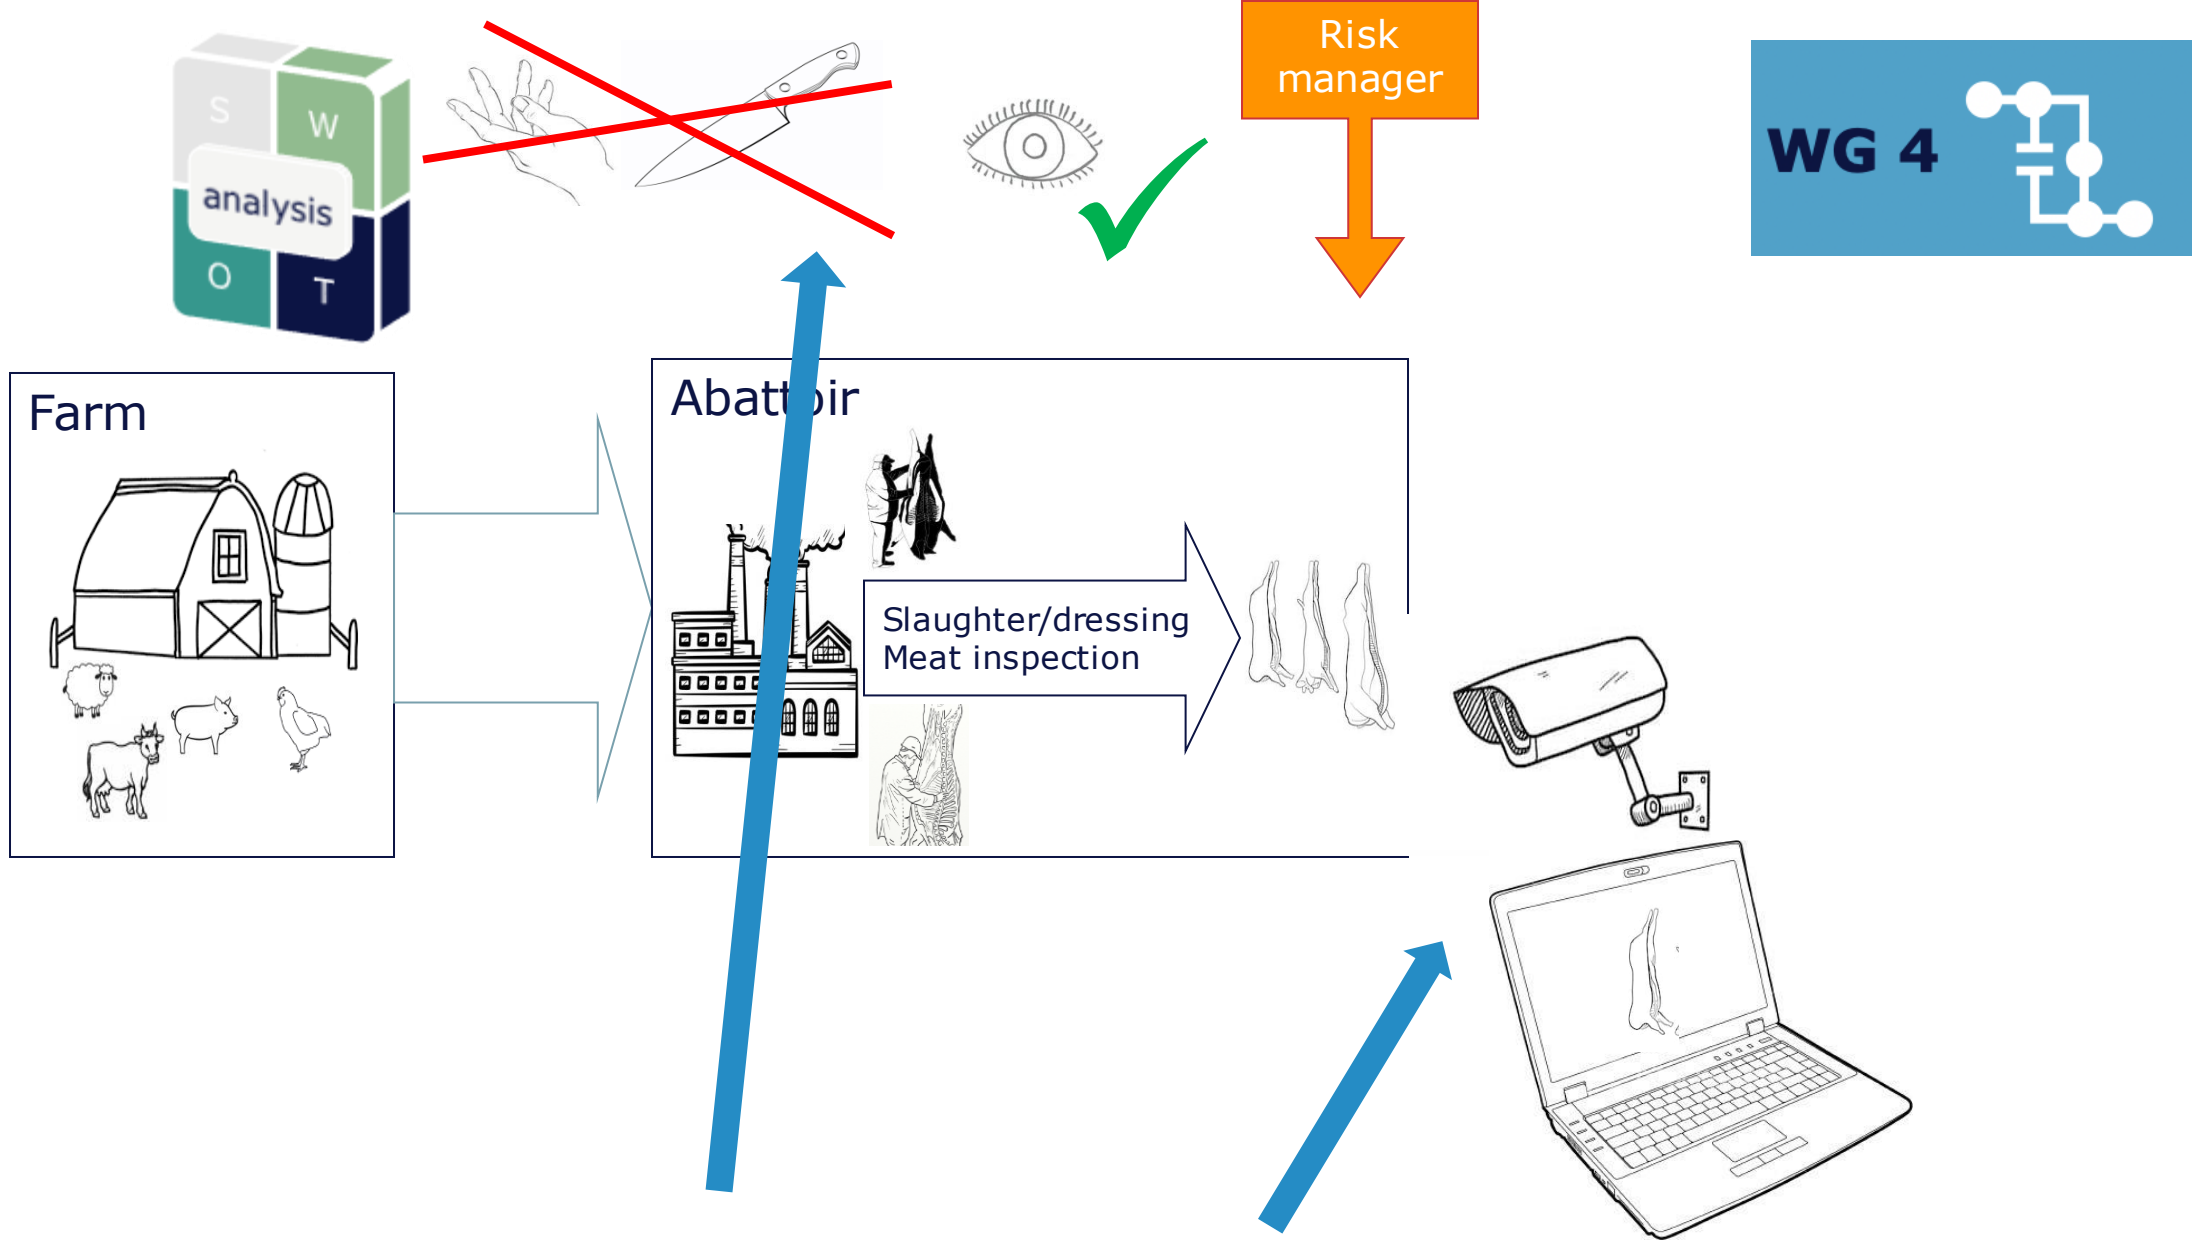 S
W
analysis
O
T
Risk
manager
WG 4
Farm
Abattoir
Slaughter/dressing
Meat inspection